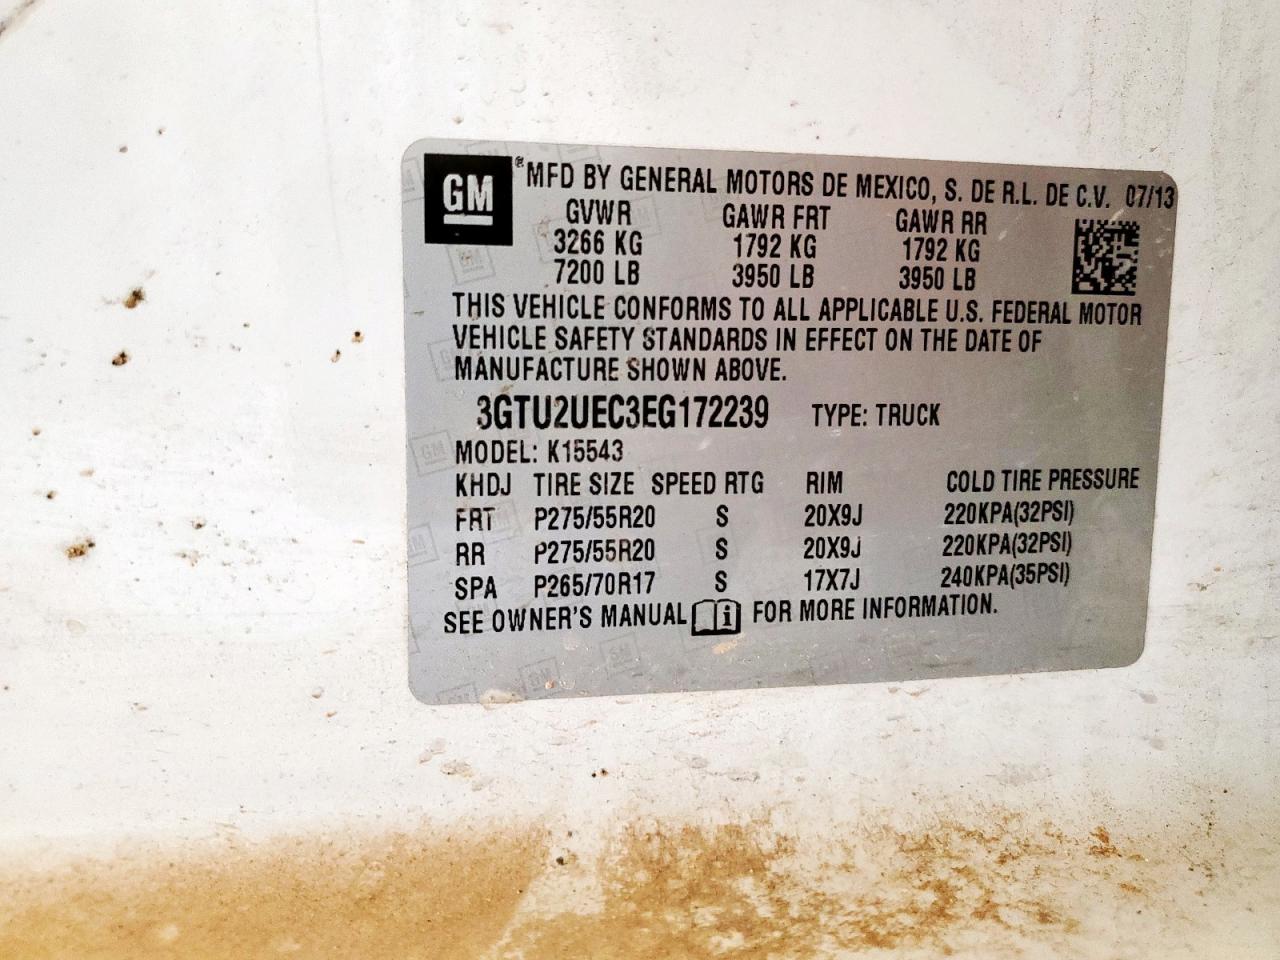 GM ® MFD BY GENERAL MOTORS DE MEXICO, S. DE R.L. DE C.V. 07/13
GVWR GAWR FRT GAWR RR
3266 KG 1792 KG 1792 KG
7200 LB 3950 LB 3950 LB
THIS VEHICLE CONFORMS TO ALL APPLICABLE U.S. FEDERAL MOTOR
VEHICLE SAFETY STANDARDS IN EFFECT ON THE DATE OF
MANUFACTURE SHOWN ABOVE.
3GTU2UEC3EG172239 TYPE: TRUCK
MODEL: K15543
KHDJ TIRE SIZE SPEED RTG RIM COLD TIRE PRESSURE
FRT P275/55R20 S 20X9J 220KPA(32PSI)
RR P275/55R20 S 20X9J 220KPA(32PSI)
SPA P265/70R17 S 17X7J 240KPA(35PSI)
SEE OWNER'S MANUAL i FOR MORE INFORMATION.